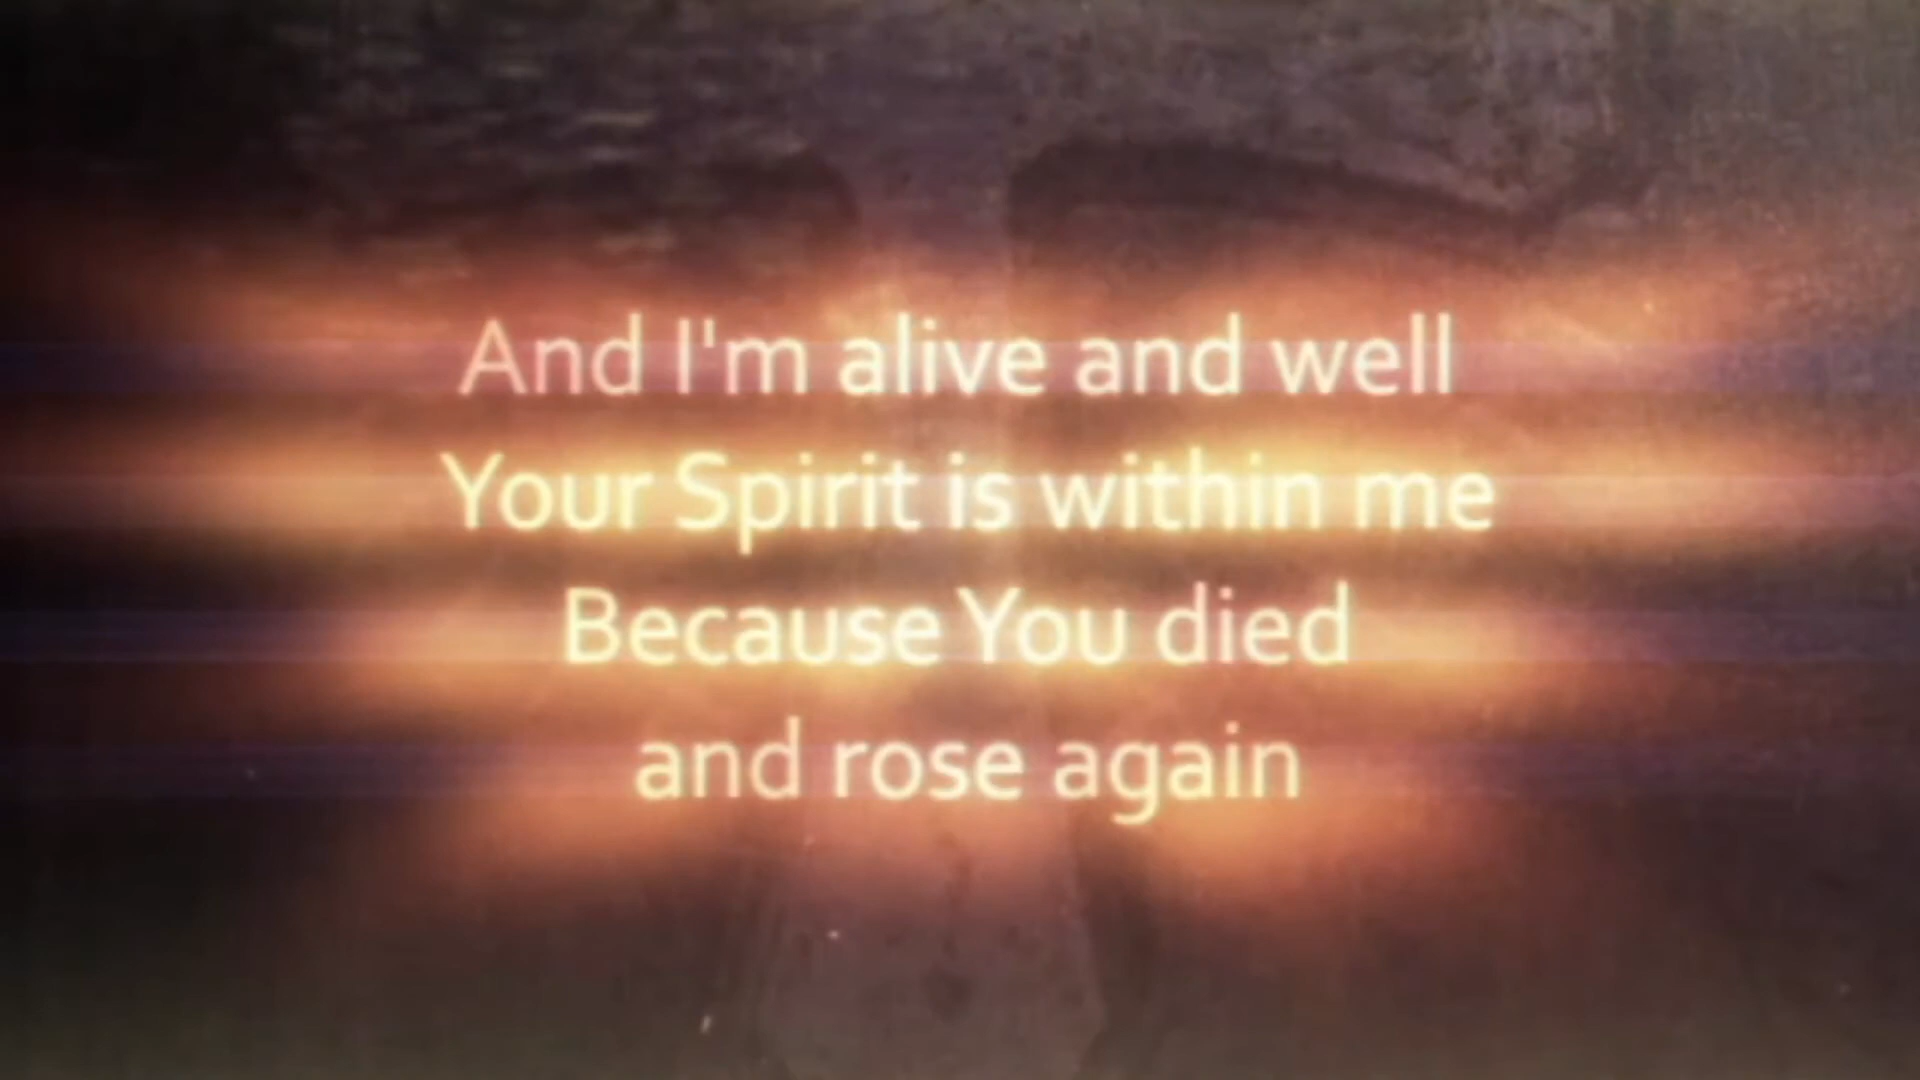 And I'm alive and well
Your Spirit is within me
Because You died
and rose again